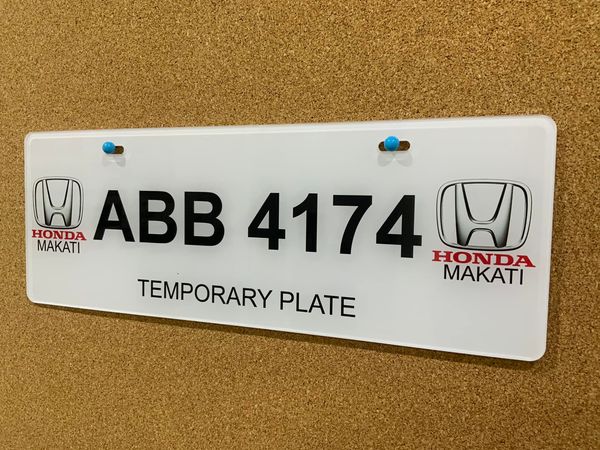 ABB 4174
HONDA
MAKATI
HONDA
MAKATI
TEMPORARY PLATE